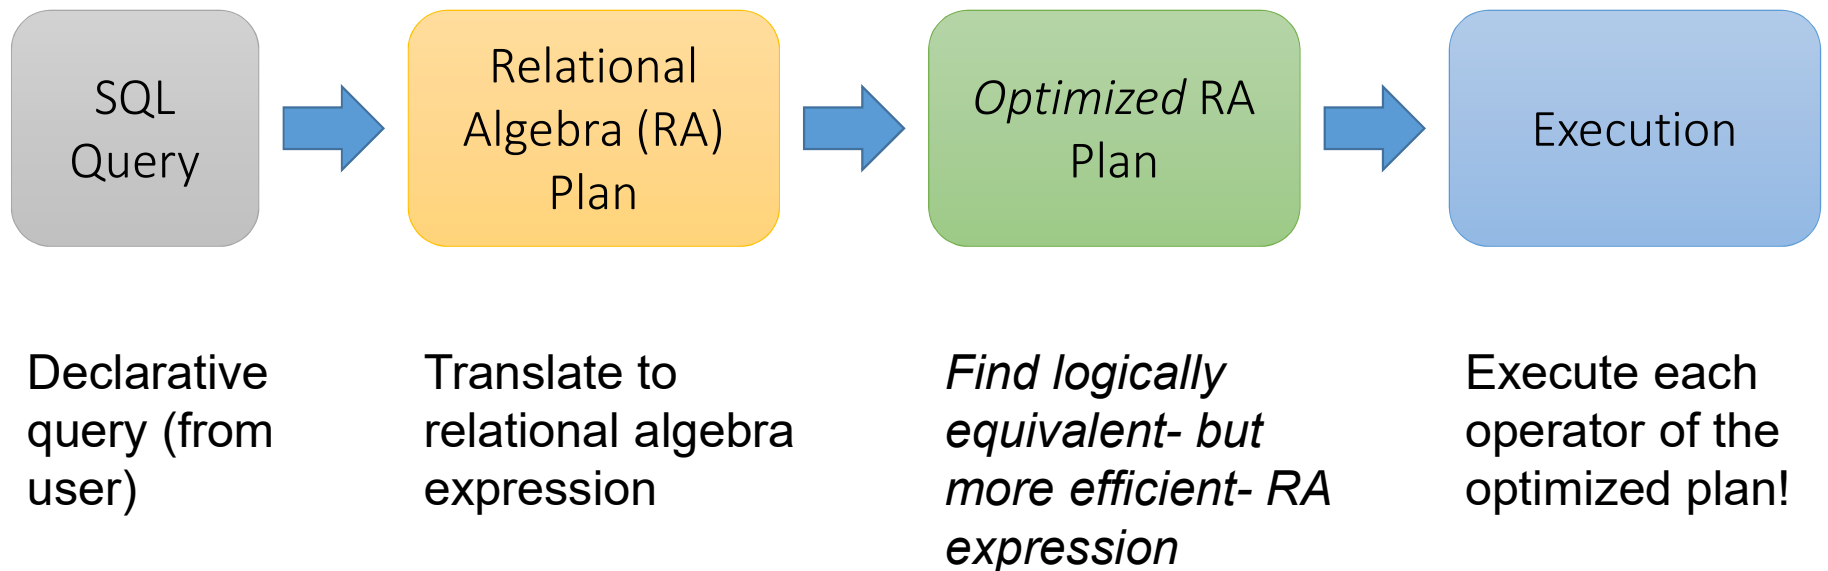 SQL
Query
Relational
Algebra (RA)
Plan
Optimized RA
Plan
Execution
Declarative
query (from
user)
Translate to
relational algebra
expression
Find logically
equivalent- but
more efficient- RA
expression
Execute each
operator of the
optimized plan!